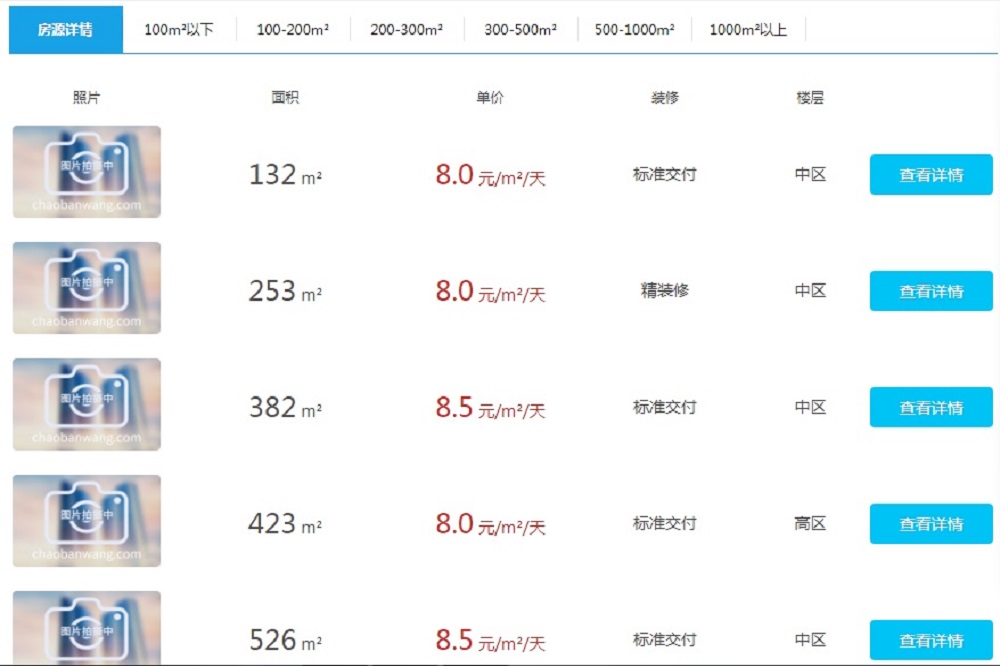 房源详情 100m²以下 100-200m² 200-300m² 300-500m² 500-1000m² 1000m²以上
照片 面积 单价 装修 楼层
图片拍摄中
chaobanwang.com
132 m² 8.0 元/m²/天 标准交付 中区 查看详情
图片拍摄中
chaobanwang.com
253 m² 8.0 元/m²/天 精装修 中区 查看详情
图片拍摄中
chaobanwang.com
382 m² 8.5 元/m²/天 标准交付 中区 查看详情
图片拍摄中
chaobanwang.com
423 m² 8.0 元/m²/天 标准交付 高区 查看详情
图片拍摄中
526 m² 8.5 元/m²/天 标准交付 中区 查看详情